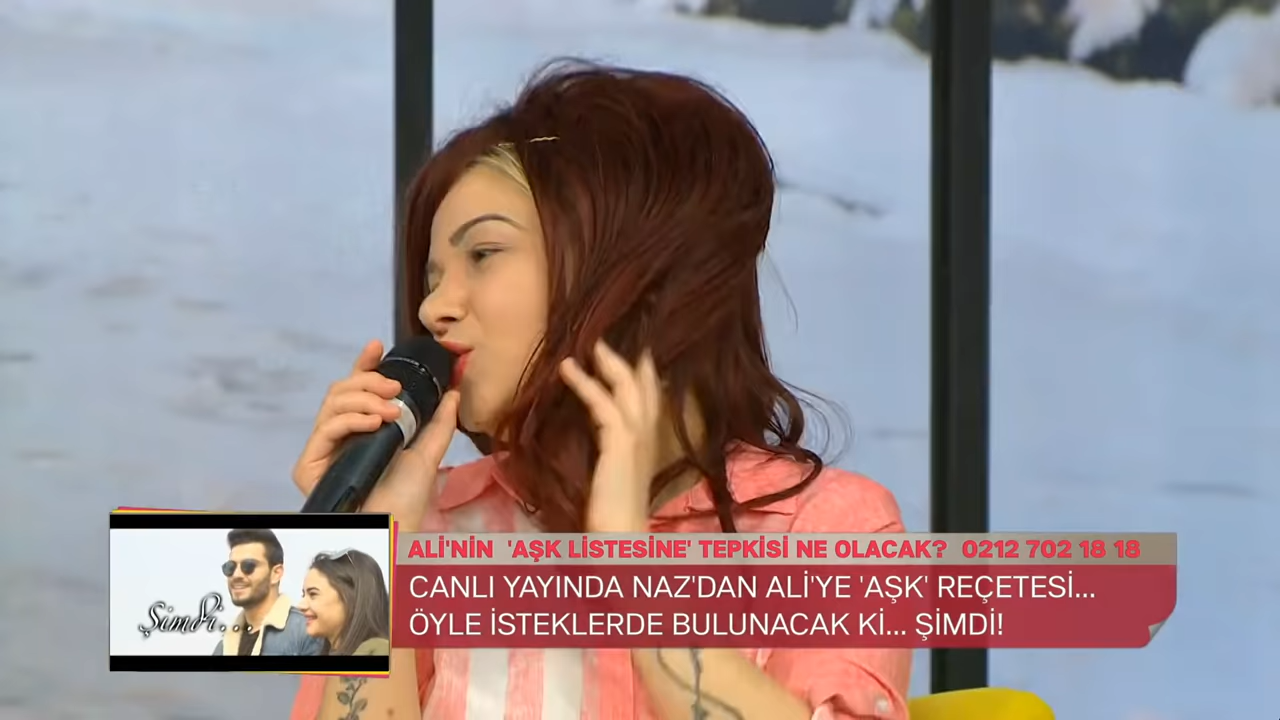 ALİ'NİN 'AŞK LİSTESİNE' TEPKİSİ NE OLACAK? 0212 702 18 18
CANLI YAYINDA NAZ'DAN ALİ'YE 'AŞK' REÇETESİ...
ÖYLE İSTEKLERDE BULUNACAK Kİ... ŞİMDİ!
Şimdi...